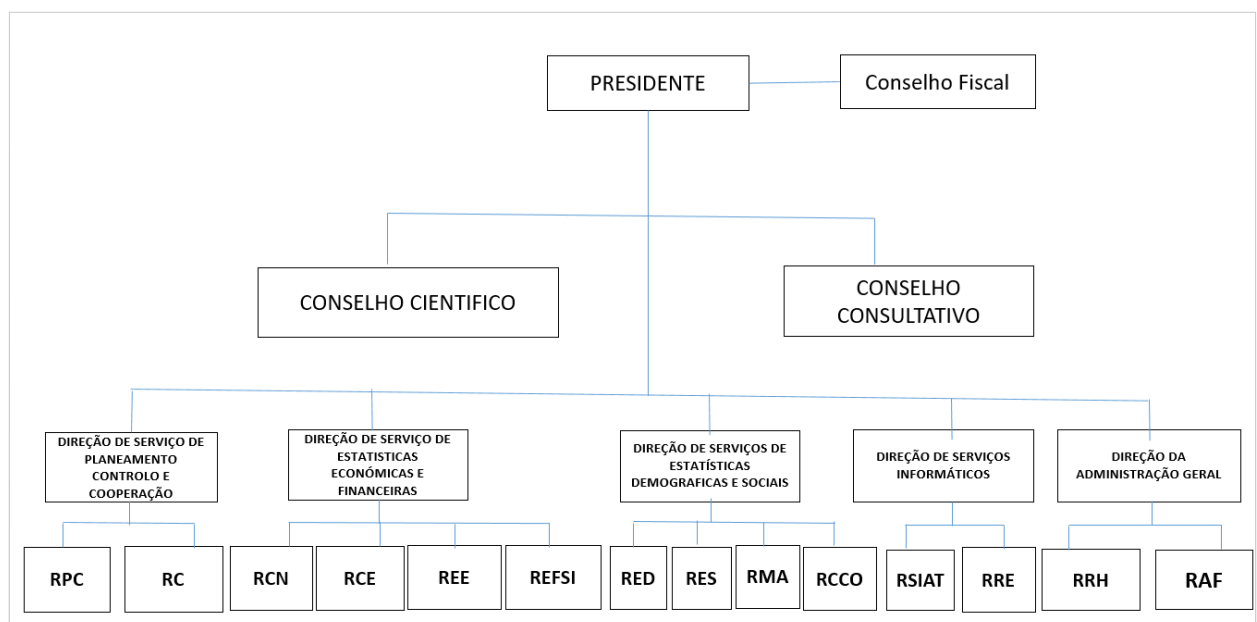 PRESIDENTE
Conselho Fiscal
CONSELHO CIENTIFICO
CONSELHO
CONSULTATIVO
DIREÇÃO DE SERVIÇO DE
PLANEAMENTO
CONTROLO E
COOPERAÇÃO
DIREÇÃO DE SERVIÇO DE
ESTATISTICAS
ECONÓMICAS E
FINANCEIRAS
DIREÇÃO DE SERVIÇOS DE
ESTATÍSTICAS
DEMOGRAFICAS E SOCIAIS
DIREÇÃO DE SERVIÇOS
INFORMÁTICOS
DIREÇÃO DA
ADMINISTRAÇÃO GERAL
RPC
RC
RCN
RCE
REE
REFSI
RED
RES
RMA
RCCO
RSIAT
RRE
RRH
RAF